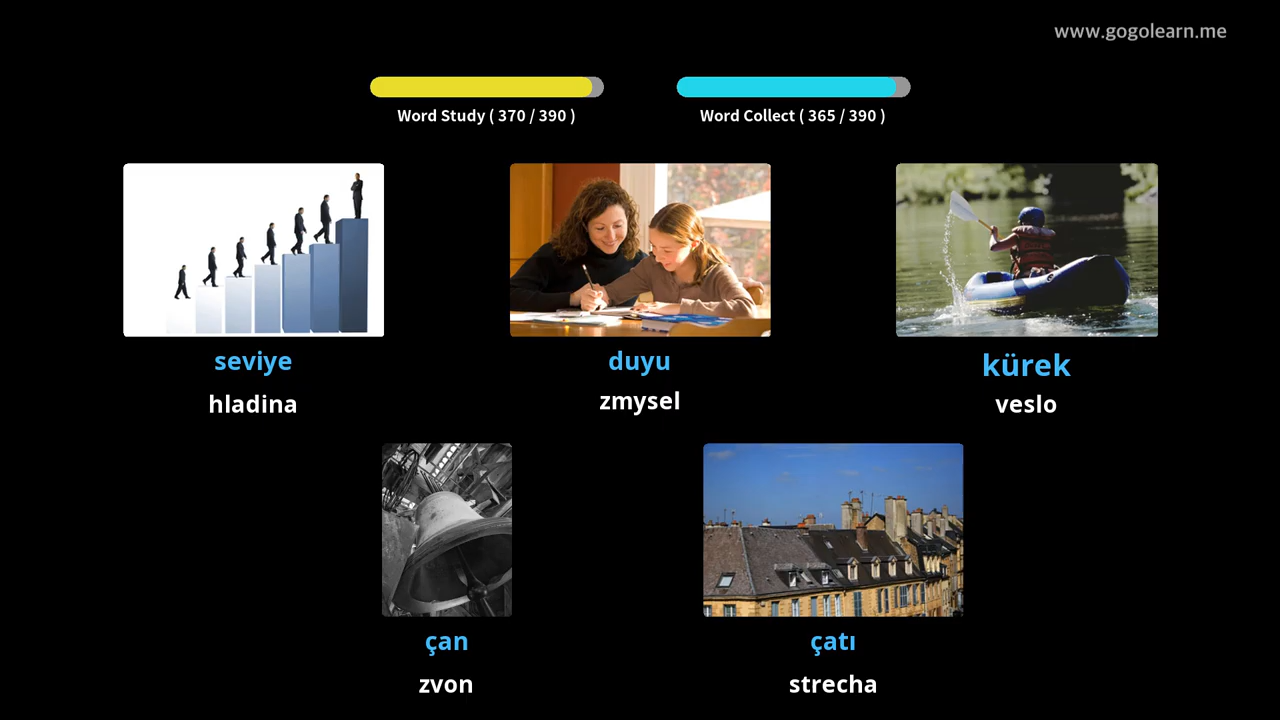 www.gogolearn.me
Word Study ( 370 / 390 )
Word Collect ( 365 / 390 )
seviye
hladina
duyu
zmysel
kürek
veslo
çan
zvon
çatı
strecha